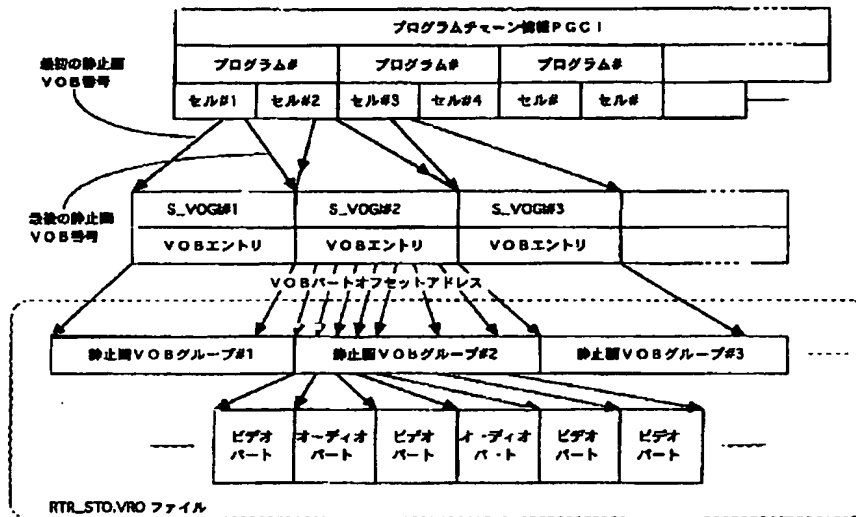 プログラムチェーン情報PGCI
最初の静止画
VOB番号
プログラム# プログラム# プログラム#
セル#1 セル#2 セル#3 セル#4 セル# セル#
最後の静止画
VOB番号
S_VOGI#1 S_VOGI#2 S_VOGI#3
VOBエントリ VOBエントリ VOBエントリ
VOBパートオフセットアドレス
静止画VOBグループ#1 静止画VOBグループ#2 静止画VOBグループ#3
ビデオ オーディオ ビデオ オーディオ ビデオ ビデオ
パート パート パート パート パート パート
RTR_STO.VRO ファイル